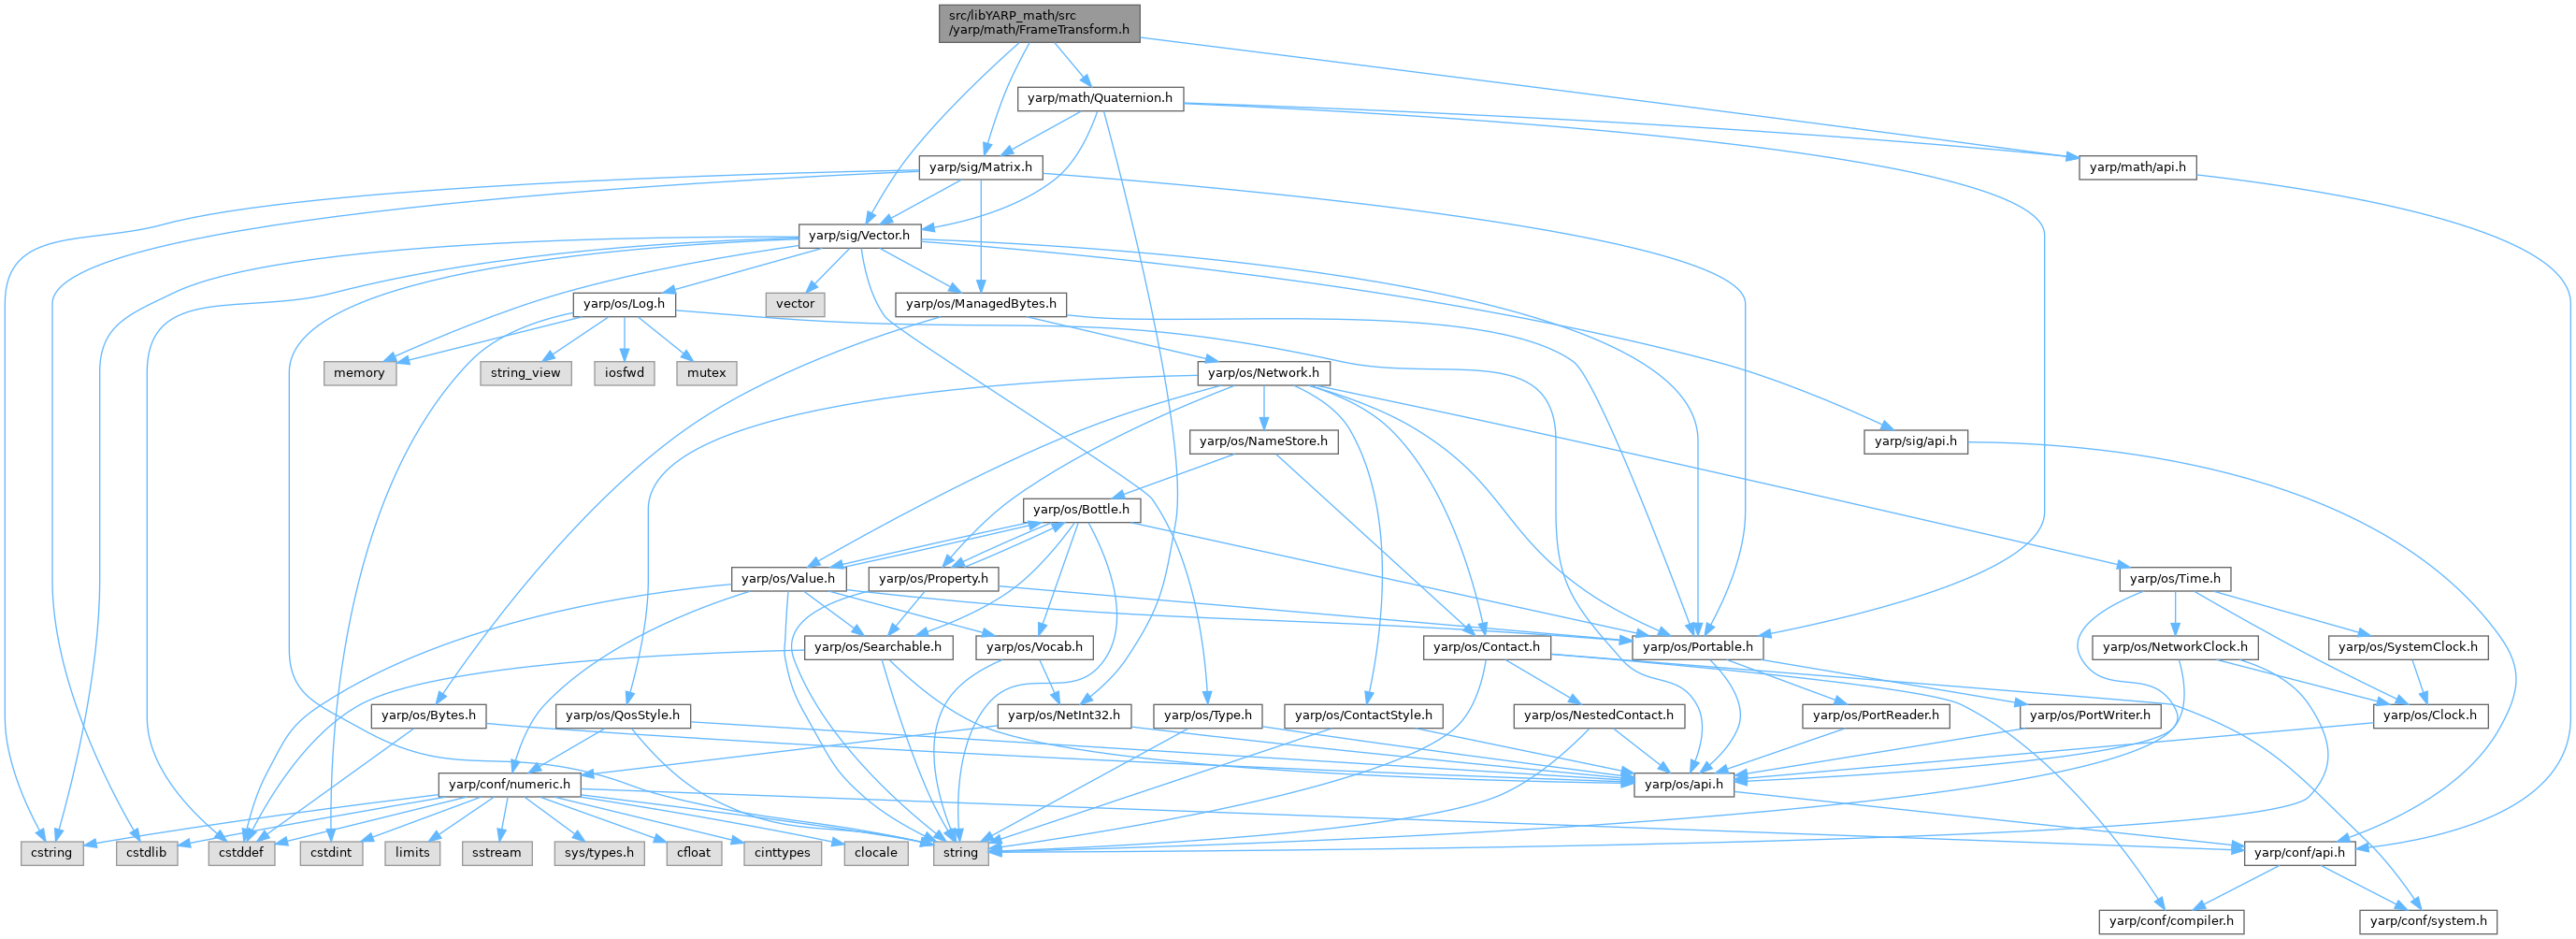 src/libYARP_math/src
/yarp/math/FrameTransform.h
yarp/math/Quaternion.h
yarp/sig/Matrix.h
yarp/math/api.h
yarp/sig/Vector.h
yarp/os/Log.h
vector
yarp/os/ManagedBytes.h
memory
string_view
iosfwd
mutex
yarp/os/Network.h
yarp/os/NameStore.h
yarp/sig/api.h
yarp/os/Bottle.h
yarp/os/Value.h
yarp/os/Property.h
yarp/os/Time.h
yarp/os/Searchable.h
yarp/os/Vocab.h
yarp/os/Contact.h
yarp/os/Portable.h
yarp/os/NetworkClock.h
yarp/os/SystemClock.h
yarp/os/Bytes.h
yarp/os/QosStyle.h
yarp/os/NetInt32.h
yarp/os/Type.h
yarp/os/ContactStyle.h
yarp/os/NestedContact.h
yarp/os/PortReader.h
yarp/os/PortWriter.h
yarp/os/Clock.h
yarp/conf/numeric.h
yarp/os/api.h
cstring
cstdlib
cstddef
cstdint
limits
sstream
sys/types.h
cfloat
cinttypes
clocale
string
yarp/conf/api.h
yarp/conf/compiler.h
yarp/conf/system.h